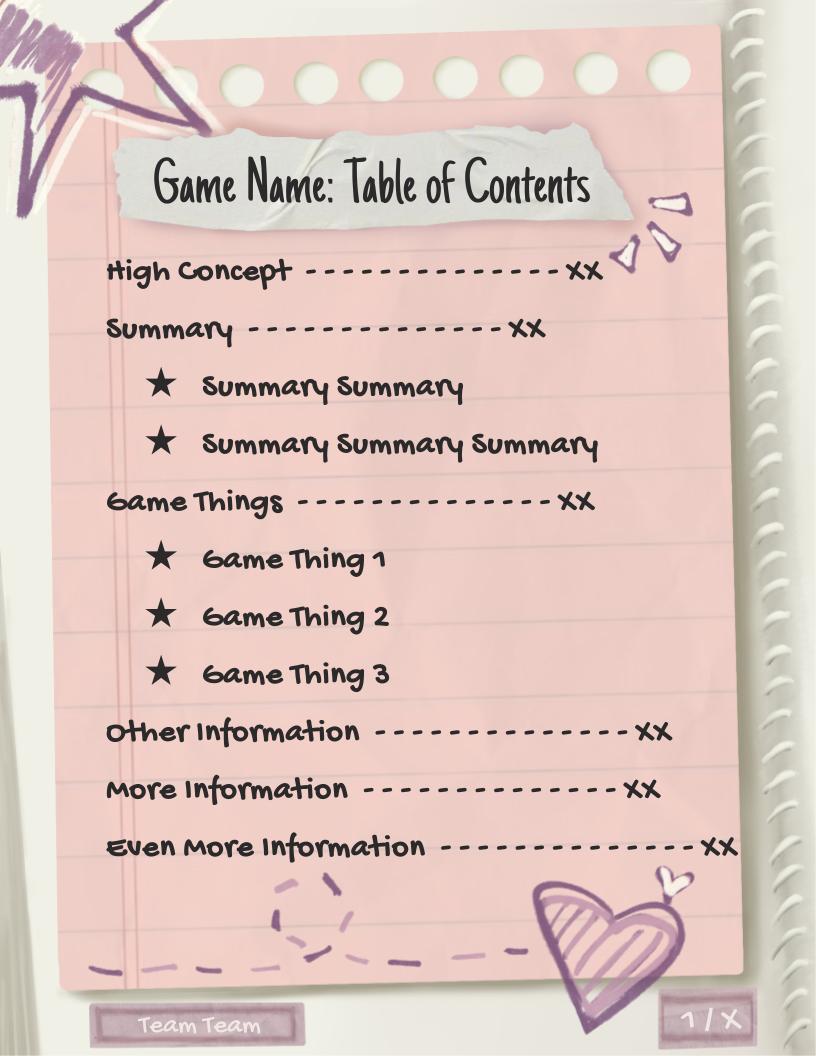 Game Name: Table of Contents
High Concept -------------- XX
Summary -------------- XX
★ Summary Summary
★ Summary Summary Summary
Game Things -------------- XX
★ Game Thing 1
★ Game Thing 2
★ Game Thing 3
Other Information -------------- XX
More Information -------------- XX
Even More Information -------------- XX
Team Team
1/X